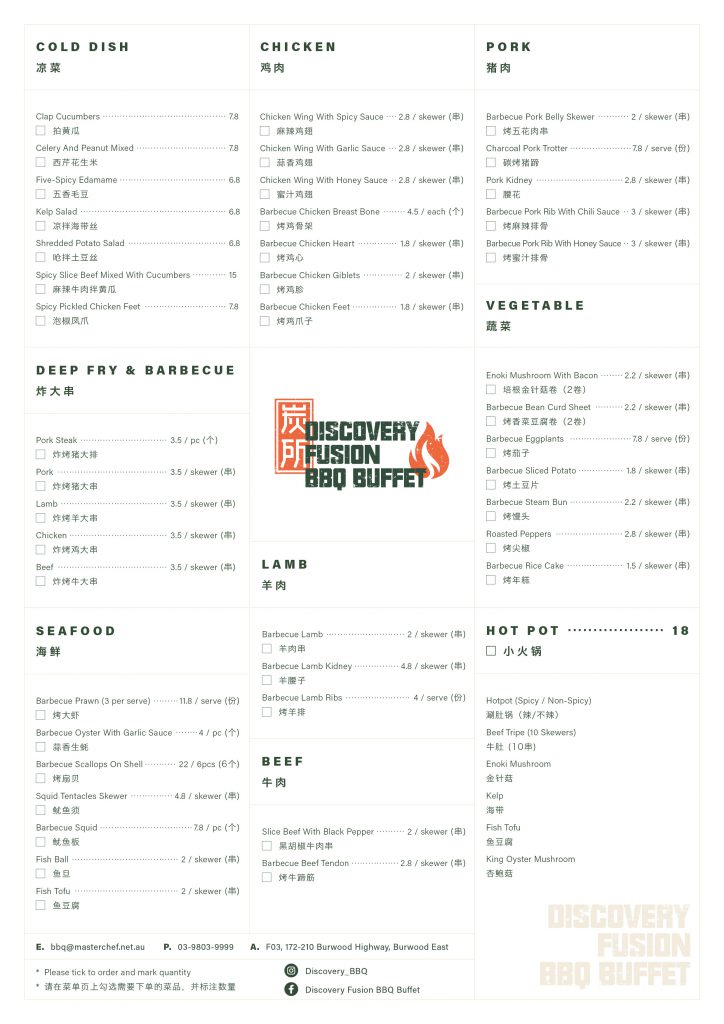 COLD DISH
凉菜
Clap Cucumbers 7.8
拍黄瓜
Celery And Peanut Mixed 7.8
西芹花生米
Five-Spicy Edamame 6.8
五香毛豆
Kelp Salad 6.8
凉拌海带丝
Shredded Potato Salad 6.8
呛拌土豆丝
Spicy Slice Beef Mixed With Cucumbers 15
麻辣牛肉拌黄瓜
Spicy Pickled Chicken Feet 7.8
泡椒凤爪
DEEP FRY & BARBECUE
炸大串
Pork Steak 3.5 / pc (个)
炸烤猪大排
Pork 3.5 / skewer (串)
炸烤猪大串
Lamb 3.5 / skewer (串)
炸烤羊大串
Chicken 3.5 / skewer (串)
炸烤鸡大串
Beef 3.5 / skewer (串)
炸烤牛大串
SEAFOOD
海鲜
Barbecue Prawn (3 per serve) 11.8 / serve (份)
烤大虾
Barbecue Oyster With Garlic Sauce 4 / pc (个)
蒜香生蚝
Barbecue Scallops On Shell 22 / 6pcs (6个)
烤扇贝
Squid Tentacles Skewer 4.8 / skewer (串)
鱿鱼须
Barbecue Squid 7.8 / pc (个)
鱿鱼板
Fish Ball 2 / skewer (串)
鱼旦
Fish Tofu 2 / skewer (串)
鱼豆腐
CHICKEN
鸡肉
Chicken Wing With Spicy Sauce 2.8 / skewer (串)
麻辣鸡翅
Chicken Wing With Garlic Sauce 2.8 / skewer (串)
蒜香鸡翅
Chicken Wing With Honey Sauce 2.8 / skewer (串)
蜜汁鸡翅
Barbecue Chicken Breast Bone 4.5 / each (个)
烤鸡骨架
Barbecue Chicken Heart 1.8 / skewer (串)
烤鸡心
Barbecue Chicken Giblets 2 / skewer (串)
烤鸡胗
Barbecue Chicken Feet 1.8 / skewer (串)
烤鸡爪子
炭所
DISCOVERY
FUSION
BBQ BUFFET
LAMB
羊肉
Barbecue Lamb 2 / skewer (串)
羊肉串
Barbecue Lamb Kidney 4.8 / skewer (串)
羊腰子
Barbecue Lamb Ribs 4 / serve (份)
烤羊排
BEEF
牛肉
Slice Beef With Black Pepper 2 / skewer (串)
黑胡椒牛肉串
Barbecue Beef Tendon 2.8 / skewer (串)
烤牛蹄筋
PORK
猪肉
Barbecue Pork Belly Skewer 2 / skewer (串)
烤五花肉串
Charcoal Pork Trotter 7.8 / serve (份)
碳烤猪蹄
Pork Kidney 2.8 / skewer (串)
腰花
Barbecue Pork Rib With Chili Sauce 3 / skewer (串)
烤麻辣排骨
Barbecue Pork Rib With Honey Sauce 3 / skewer (串)
烤蜜汁排骨
VEGETABLE
蔬菜
Enoki Mushroom With Bacon 2.2 / skewer (串)
培根金针菇卷（2卷）
Barbecue Bean Curd Sheet 2.2 / skewer (串)
烤香菜豆腐卷（2卷）
Barbecue Eggplants 7.8 / serve (份)
烤茄子
Barbecue Sliced Potato 1.8 / skewer (串)
烤土豆片
Barbecue Steam Bun 2.2 / skewer (串)
烤馒头
Roasted Peppers 2.8 / skewer (串)
烤尖椒
Barbecue Rice Cake 1.5 / skewer (串)
烤年糕
HOT POT 18
小火锅
Hotpot (Spicy / Non-Spicy)
涮肚锅（辣/不辣）
Beef Tripe (10 Skewers)
牛肚（10串）
Enoki Mushroom
金针菇
Kelp
海带
Fish Tofu
鱼豆腐
King Oyster Mushroom
杏鲍菇
DISCOVERY
FUSION
BBQ BUFFET
E. bbq@masterchef.net.au P. 03-9803-9999 A. F03, 172-210 Burwood Highway, Burwood East
* Please tick to order and mark quantity
* 请在菜单页上勾选需要下单的菜品，并标注数量
Discovery_BBQ
Discovery Fusion BBQ Buffet